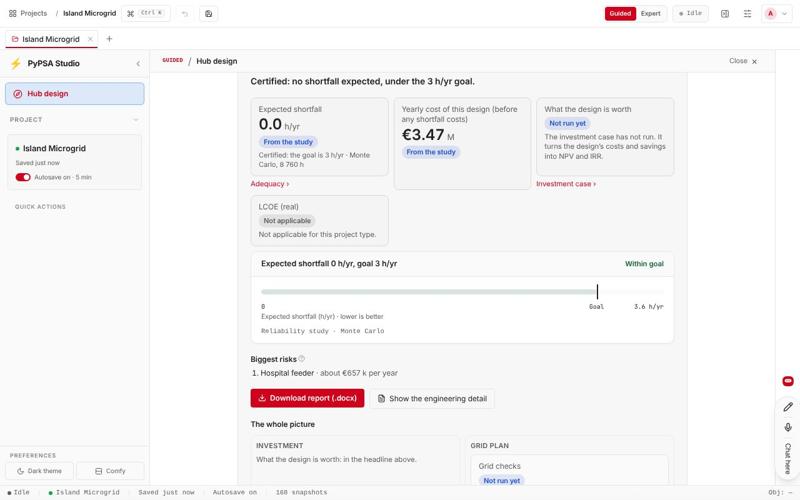 Projects / Island Microgrid ⌘ Ctrl K Guided Expert Idle A
Island Microgrid × +
PyPSA Studio
GUIDED / Hub design Close ×
Hub design
PROJECT
Island Microgrid
Saved just now
Autosave on · 5 min
QUICK ACTIONS
Certified: no shortfall expected, under the 3 h/yr goal.
Expected shortfall
0.0 h/yr
From the study
Certified: the goal is 3 h/yr · Monte
Carlo, 8 760 h
Adequacy ›
Yearly cost of this design (before
any shortfall costs)
€3.47 M
From the study
What the design is worth
Not run yet
The investment case has not run. It
turns the design's costs and savings
into NPV and IRR.
Investment case ›
LCOE (real)
Not applicable
Not applicable for this project type.
Expected shortfall 0 h/yr, goal 3 h/yr Within goal
0 Goal 3.6 h/yr
Expected shortfall (h/yr) · lower is better
Reliability study · Monte Carlo
Biggest risks
1. Hospital feeder · about €657 k per year
Download report (.docx) Show the engineering detail
The whole picture
INVESTMENT
What the design is worth: in the headline above.
GRID PLAN
Grid checks
Not run yet
Chat here
PREFERENCES
Dark theme Comfy
Idle Island Microgrid Saved just now Autosave on 168 snapshots Obj: —